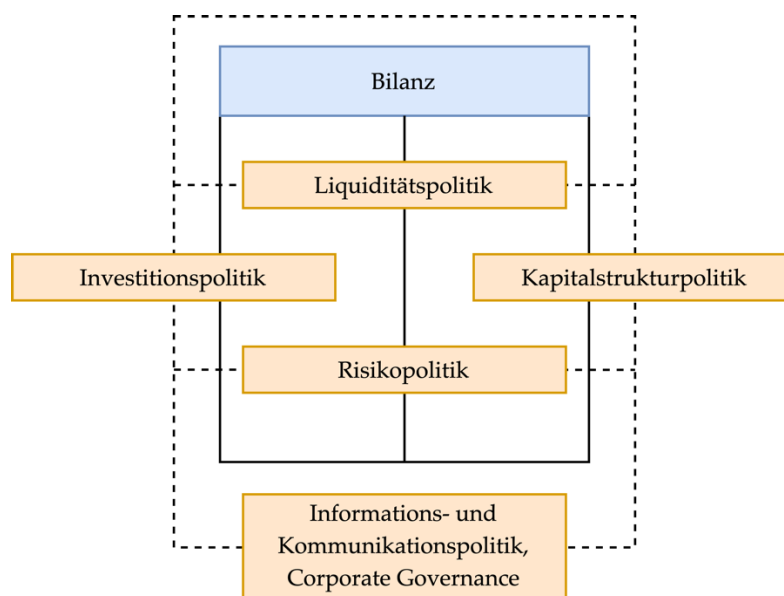 Bilanz
Liquiditätspolitik
Investitionspolitik
Kapitalstrukturpolitik
Risikopolitik
Informations- und
Kommunikationspolitik,
Corporate Governance